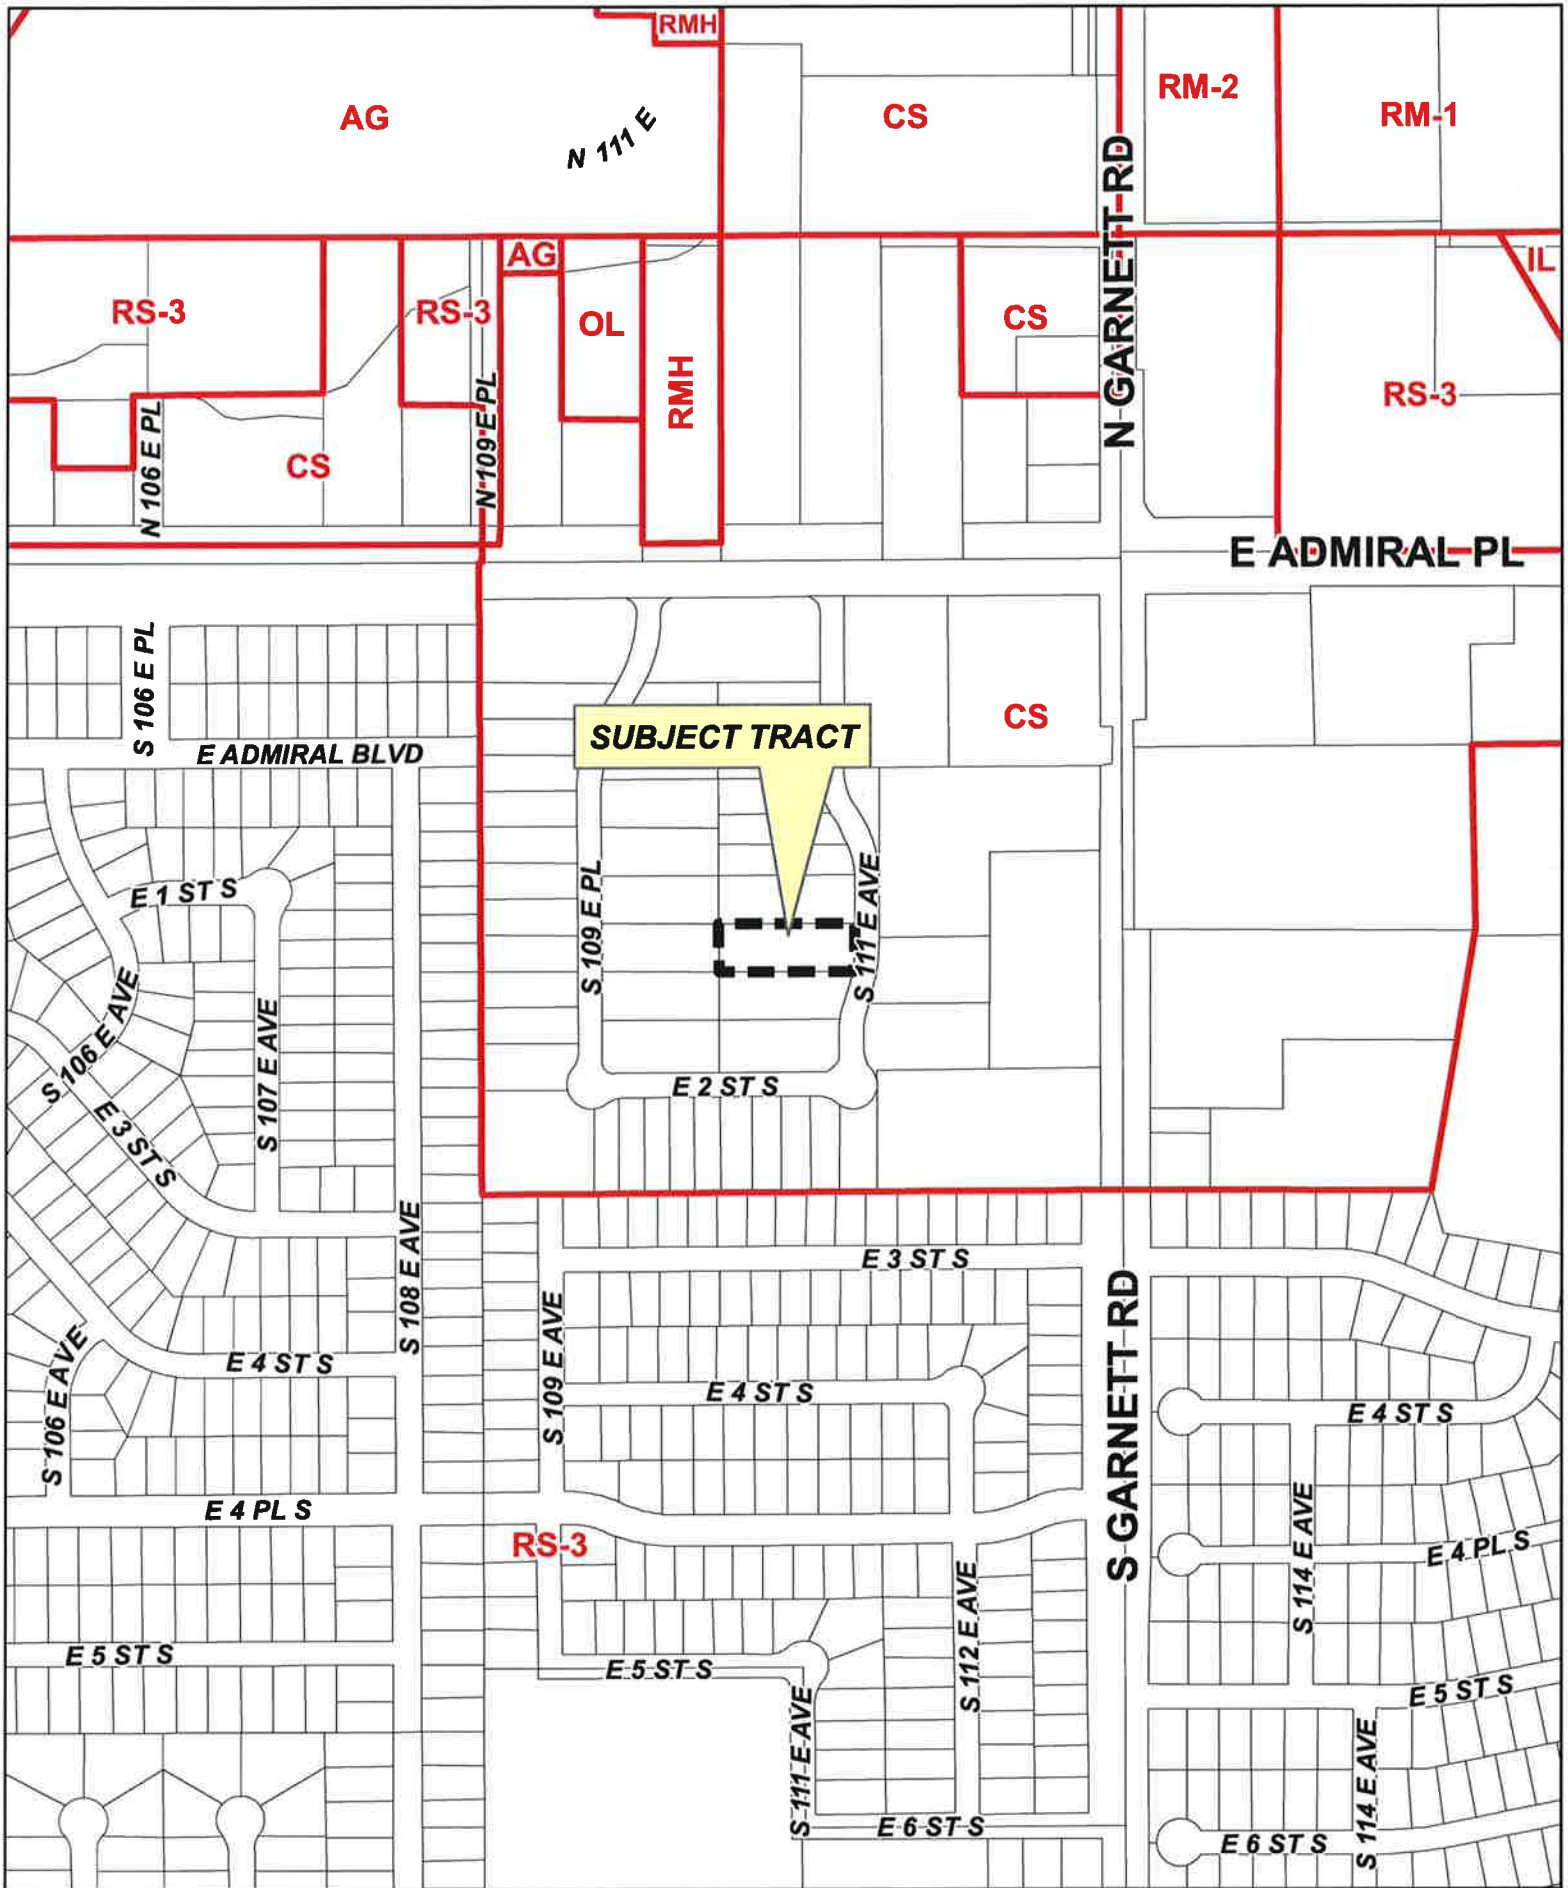 RMH
AG
N 111 E
CS
RM-2
RM-1
N GARNETT RD
RS-3
RS-3
AG
OL
RMH
CS
IL
RS-3
N 106 E PL
CS
N 109 E PL
E ADMIRAL PL
S 106 E PL
E ADMIRAL BLVD
SUBJECT TRACT
CS
E 1 ST S
S 109 E PL
S 111 E AVE
S 106 E AVE
S 107 E AVE
E 3 ST S
E 2 ST S
S 108 E AVE
E 3 ST S
S 109 E AVE
S GARNETT RD
S 106 E AVE
E 4 ST S
E 4 ST S
E 4 ST S
E 4 PL S
RS-3
S 114 E AVE
E 4 PL S
E 5 ST S
E 5 ST S
S 112 E AVE
E 5 ST S
S 111 E AVE
E 6 ST S
S 114 E AVE
E 6 ST S